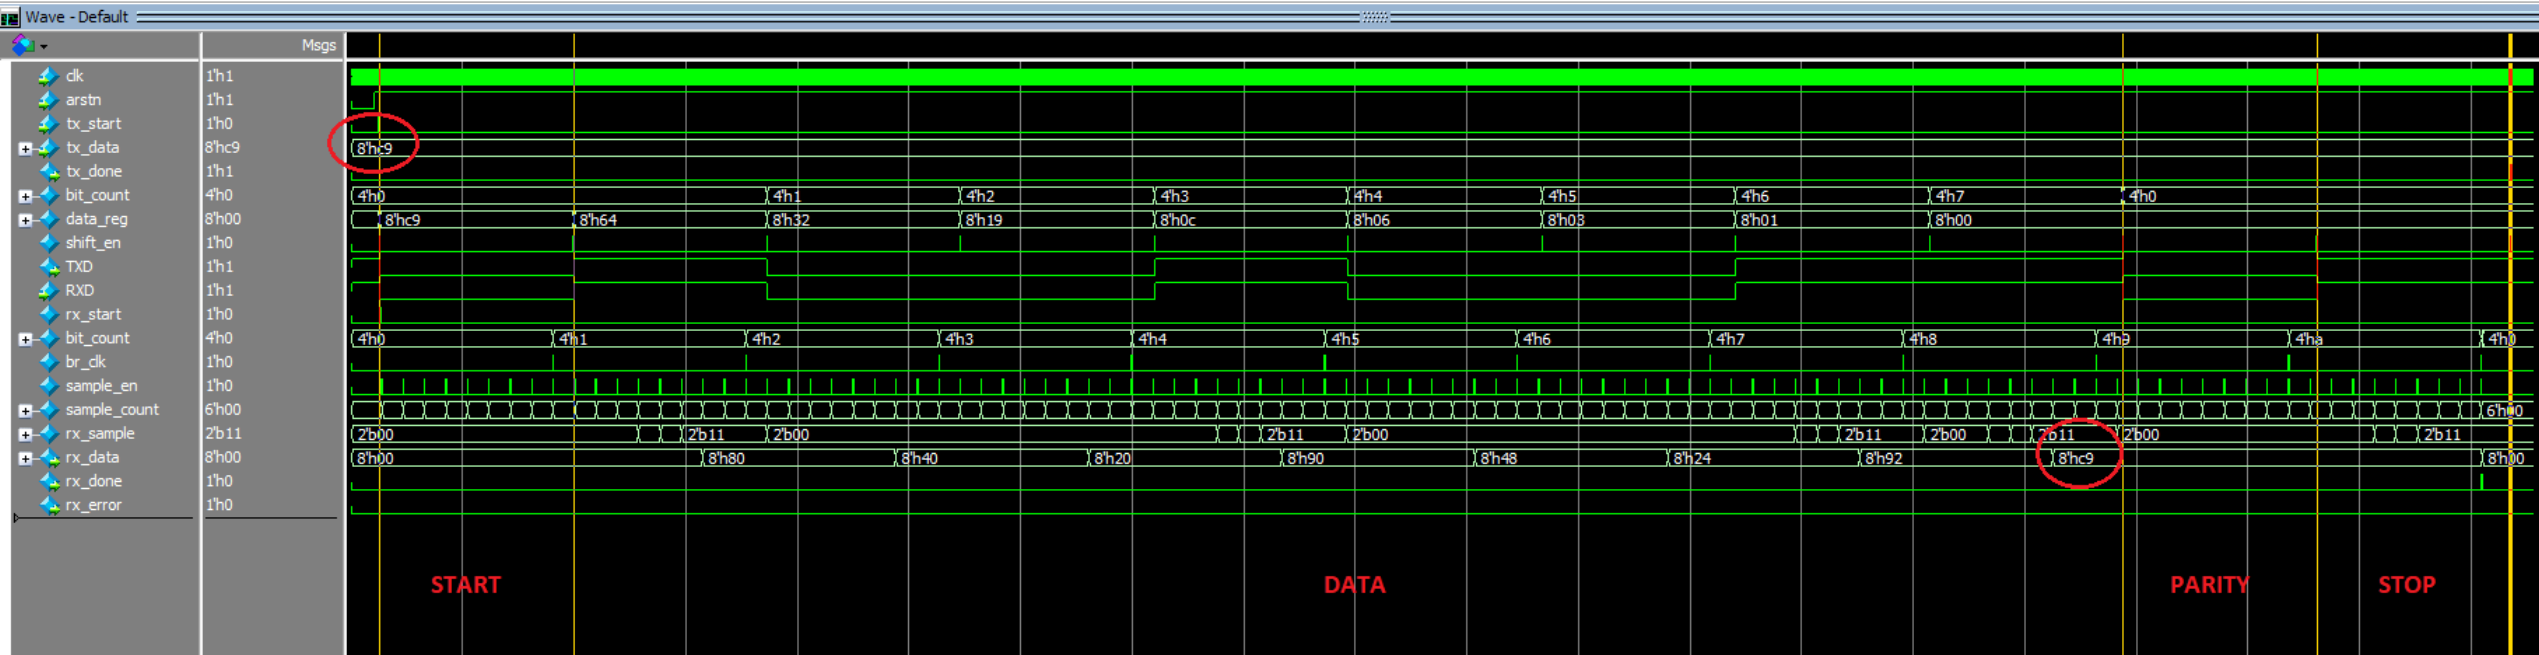 Wave - Default
Msgs
clk 1'h1
arstn 1'h1
tx_start 1'h0
tx_data 8'hc9 8'hc9
tx_done 1'h1
bit_count 4'h0 4'h0 4'h1 4'h2 4'h3 4'h4 4'h5 4'h6 4'h7 4'h0
data_reg 8'h00 8'hc9 8'h64 8'h32 8'h19 8'h0c 8'h06 8'h03 8'h01 8'h00
shift_en 1'h0
TXD 1'h1
RXD 1'h1
rx_start 1'h0
bit_count 4'h0 4'h0 4'h1 4'h2 4'h3 4'h4 4'h5 4'h6 4'h7 4'h8 4'h9 4'ha 4'h0
br_clk 1'h0
sample_en 1'h0
sample_count 6'h00 6'h00
rx_sample 2'b11 2'b00 2'b11 2'b00 2'b11 2'b00 2'b11 2'b00 2'b11 2'b00 2'b11
rx_data 8'h00 8'h00 8'h80 8'h40 8'h20 8'h90 8'h48 8'h24 8'h92 8'hc9 8'h00
rx_done 1'h0
rx_error 1'h0
START DATA PARITY STOP